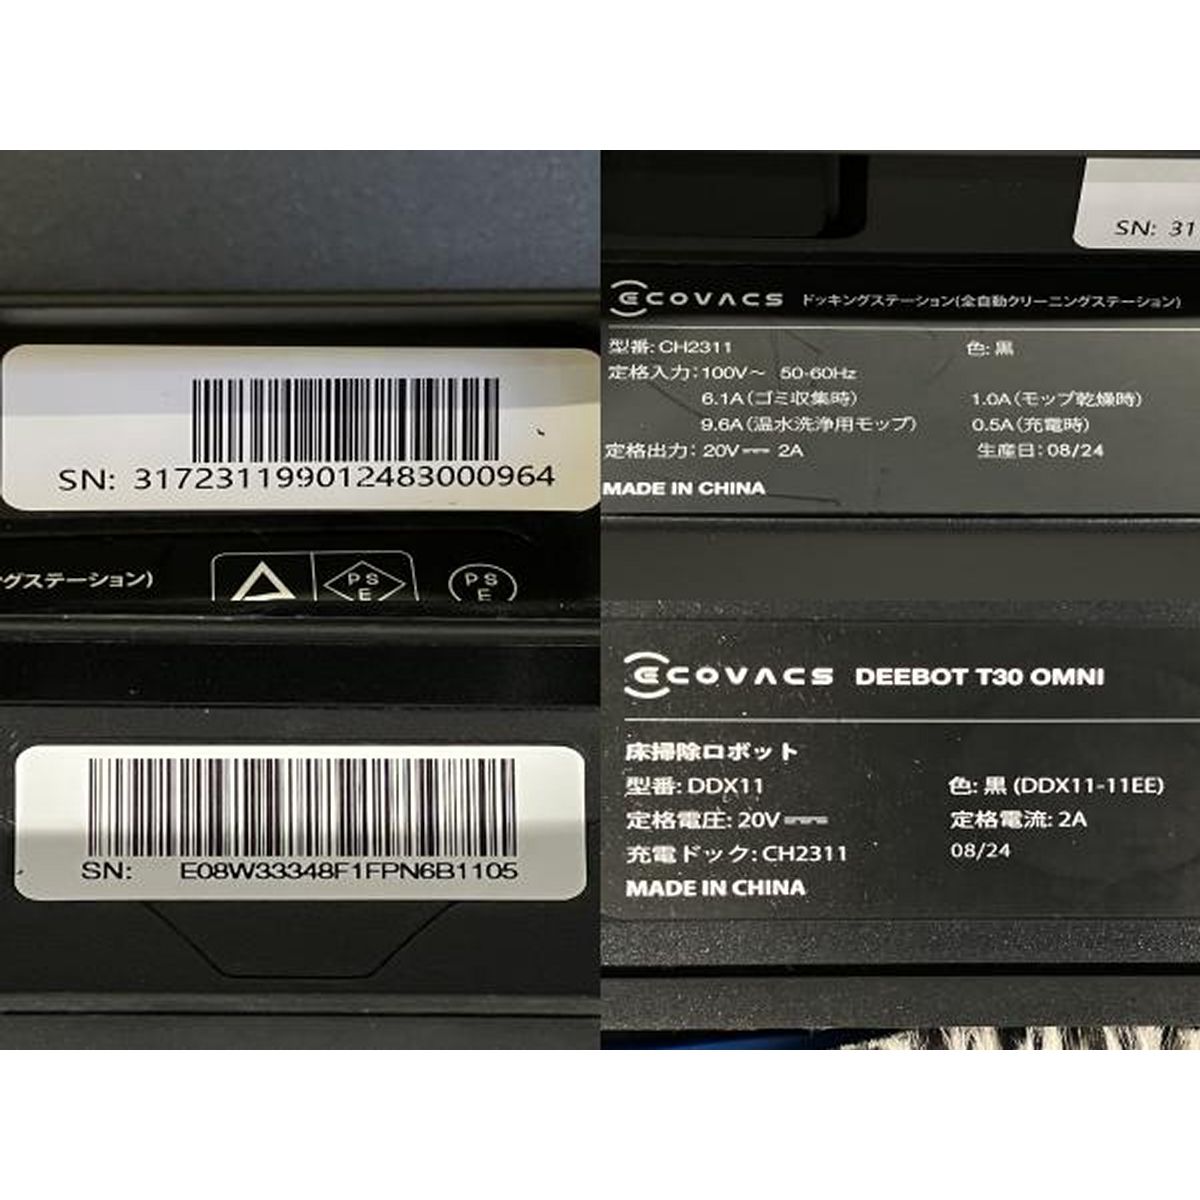 SN: 317231199012483000964
ングステーション)
PS
E
PS
E
SN: 31
ECOVACS ドッキングステーション(全自動クリーニングステーション)
型番: CH2311 色: 黒
定格入力: 100V～ 50-60Hz
6.1A(ゴミ収集時) 1.0A(モップ乾燥時)
9.6A(温水洗浄用モップ) 0.5A(充電時)
定格出力: 20V⎓ 2A 生産日: 08/24
MADE IN CHINA
SN: E08W33348F1FPN6B1105
ECOVACS DEEBOT T30 OMNI
床掃除ロボット
型番: DDX11 色: 黒 (DDX11-11EE)
定格電圧: 20V⎓ 定格電流: 2A
充電ドック: CH2311 08/24
MADE IN CHINA